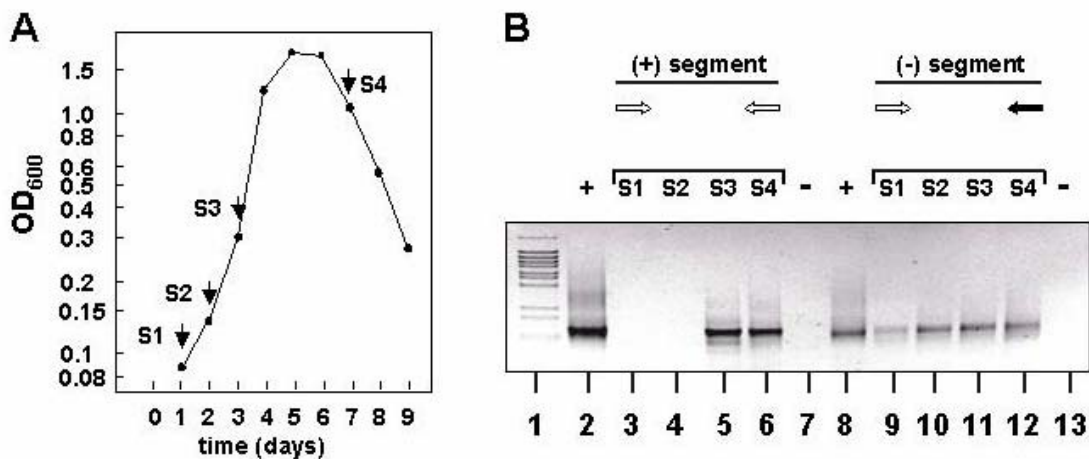 A
OD600
1.5
1.0
0.6
0.5
0.4
0.3
0.2
0.15
0.1
0.08
S1
S2
S3
S4
0 1 2 3 4 5 6 7 8 9
time (days)
B
(+) segment (-) segment
+ S1 S2 S3 S4 - + S1 S2 S3 S4 -
1 2 3 4 5 6 7 8 9 10 11 12 13